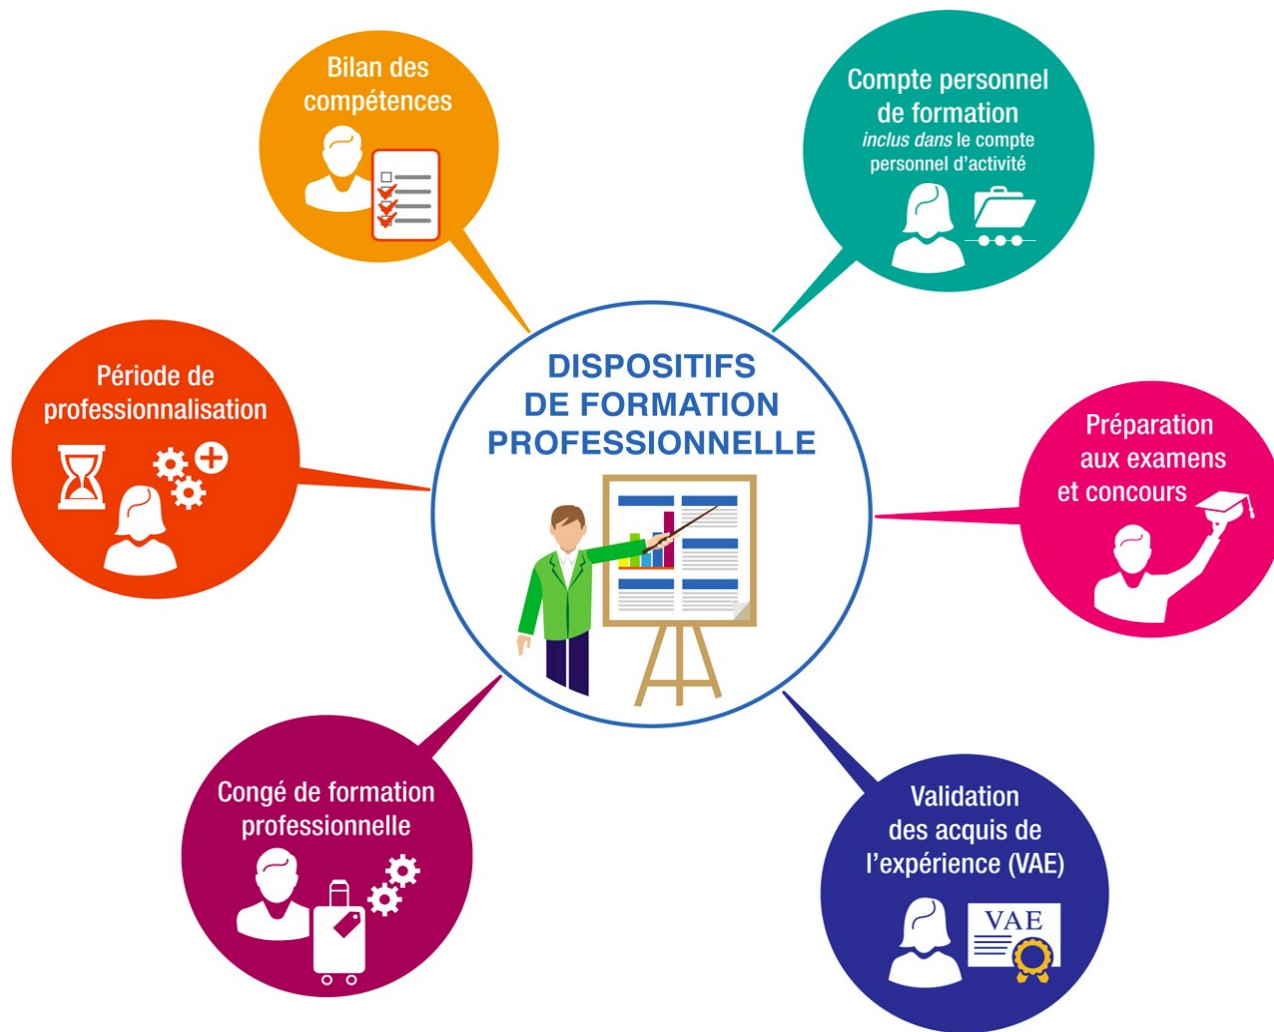 Bilan des
compétences
Compte personnel
de formation
inclus dans le compte
personnel d'activité
Période de
professionnalisation
DISPOSITIFS
DE FORMATION
PROFESSIONNELLE
Préparation
aux examens
et concours
Congé de formation
professionnelle
Validation
des acquis de
l'expérience (VAE)
VAE